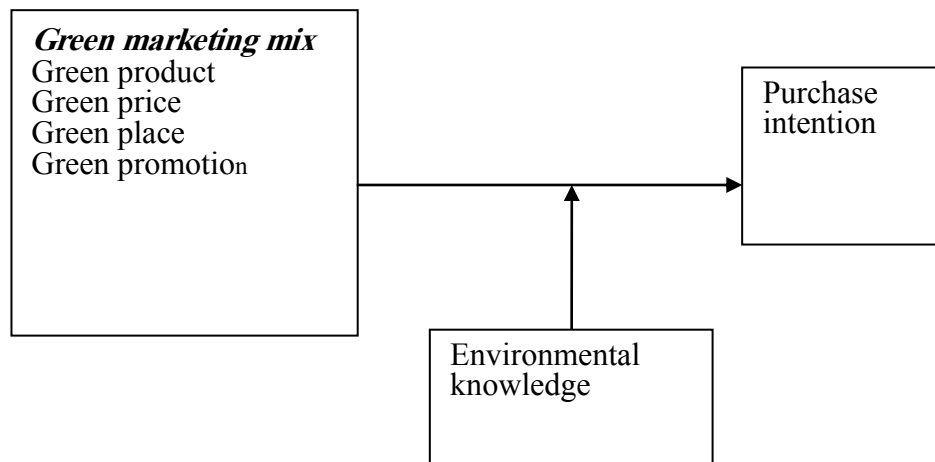 Green marketing mix
Green product
Green price
Green place
Green promotion
Purchase
intention
Environmental
knowledge